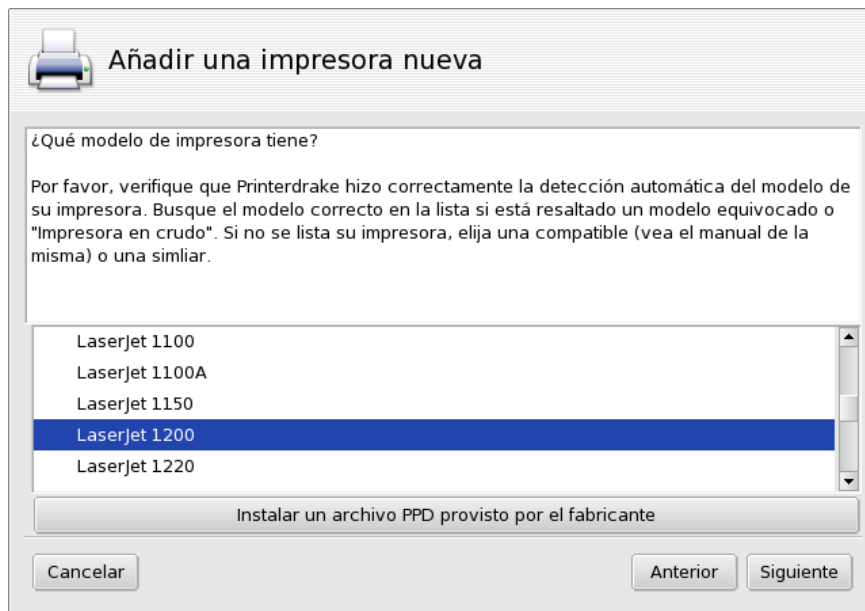 Añadir una impresora nueva
¿Qué modelo de impresora tiene?
Por favor, verifique que Printerdrake hizo correctamente la detección automática del modelo de
su impresora. Busque el modelo correcto en la lista si está resaltado un modelo equivocado o
"Impresora en crudo". Si no se lista su impresora, elija una compatible (vea el manual de la
misma) o una simliar.
LaserJet 1100
LaserJet 1100A
LaserJet 1150
LaserJet 1200
LaserJet 1220
Instalar un archivo PPD provisto por el fabricante
Cancelar
Anterior
Siguiente